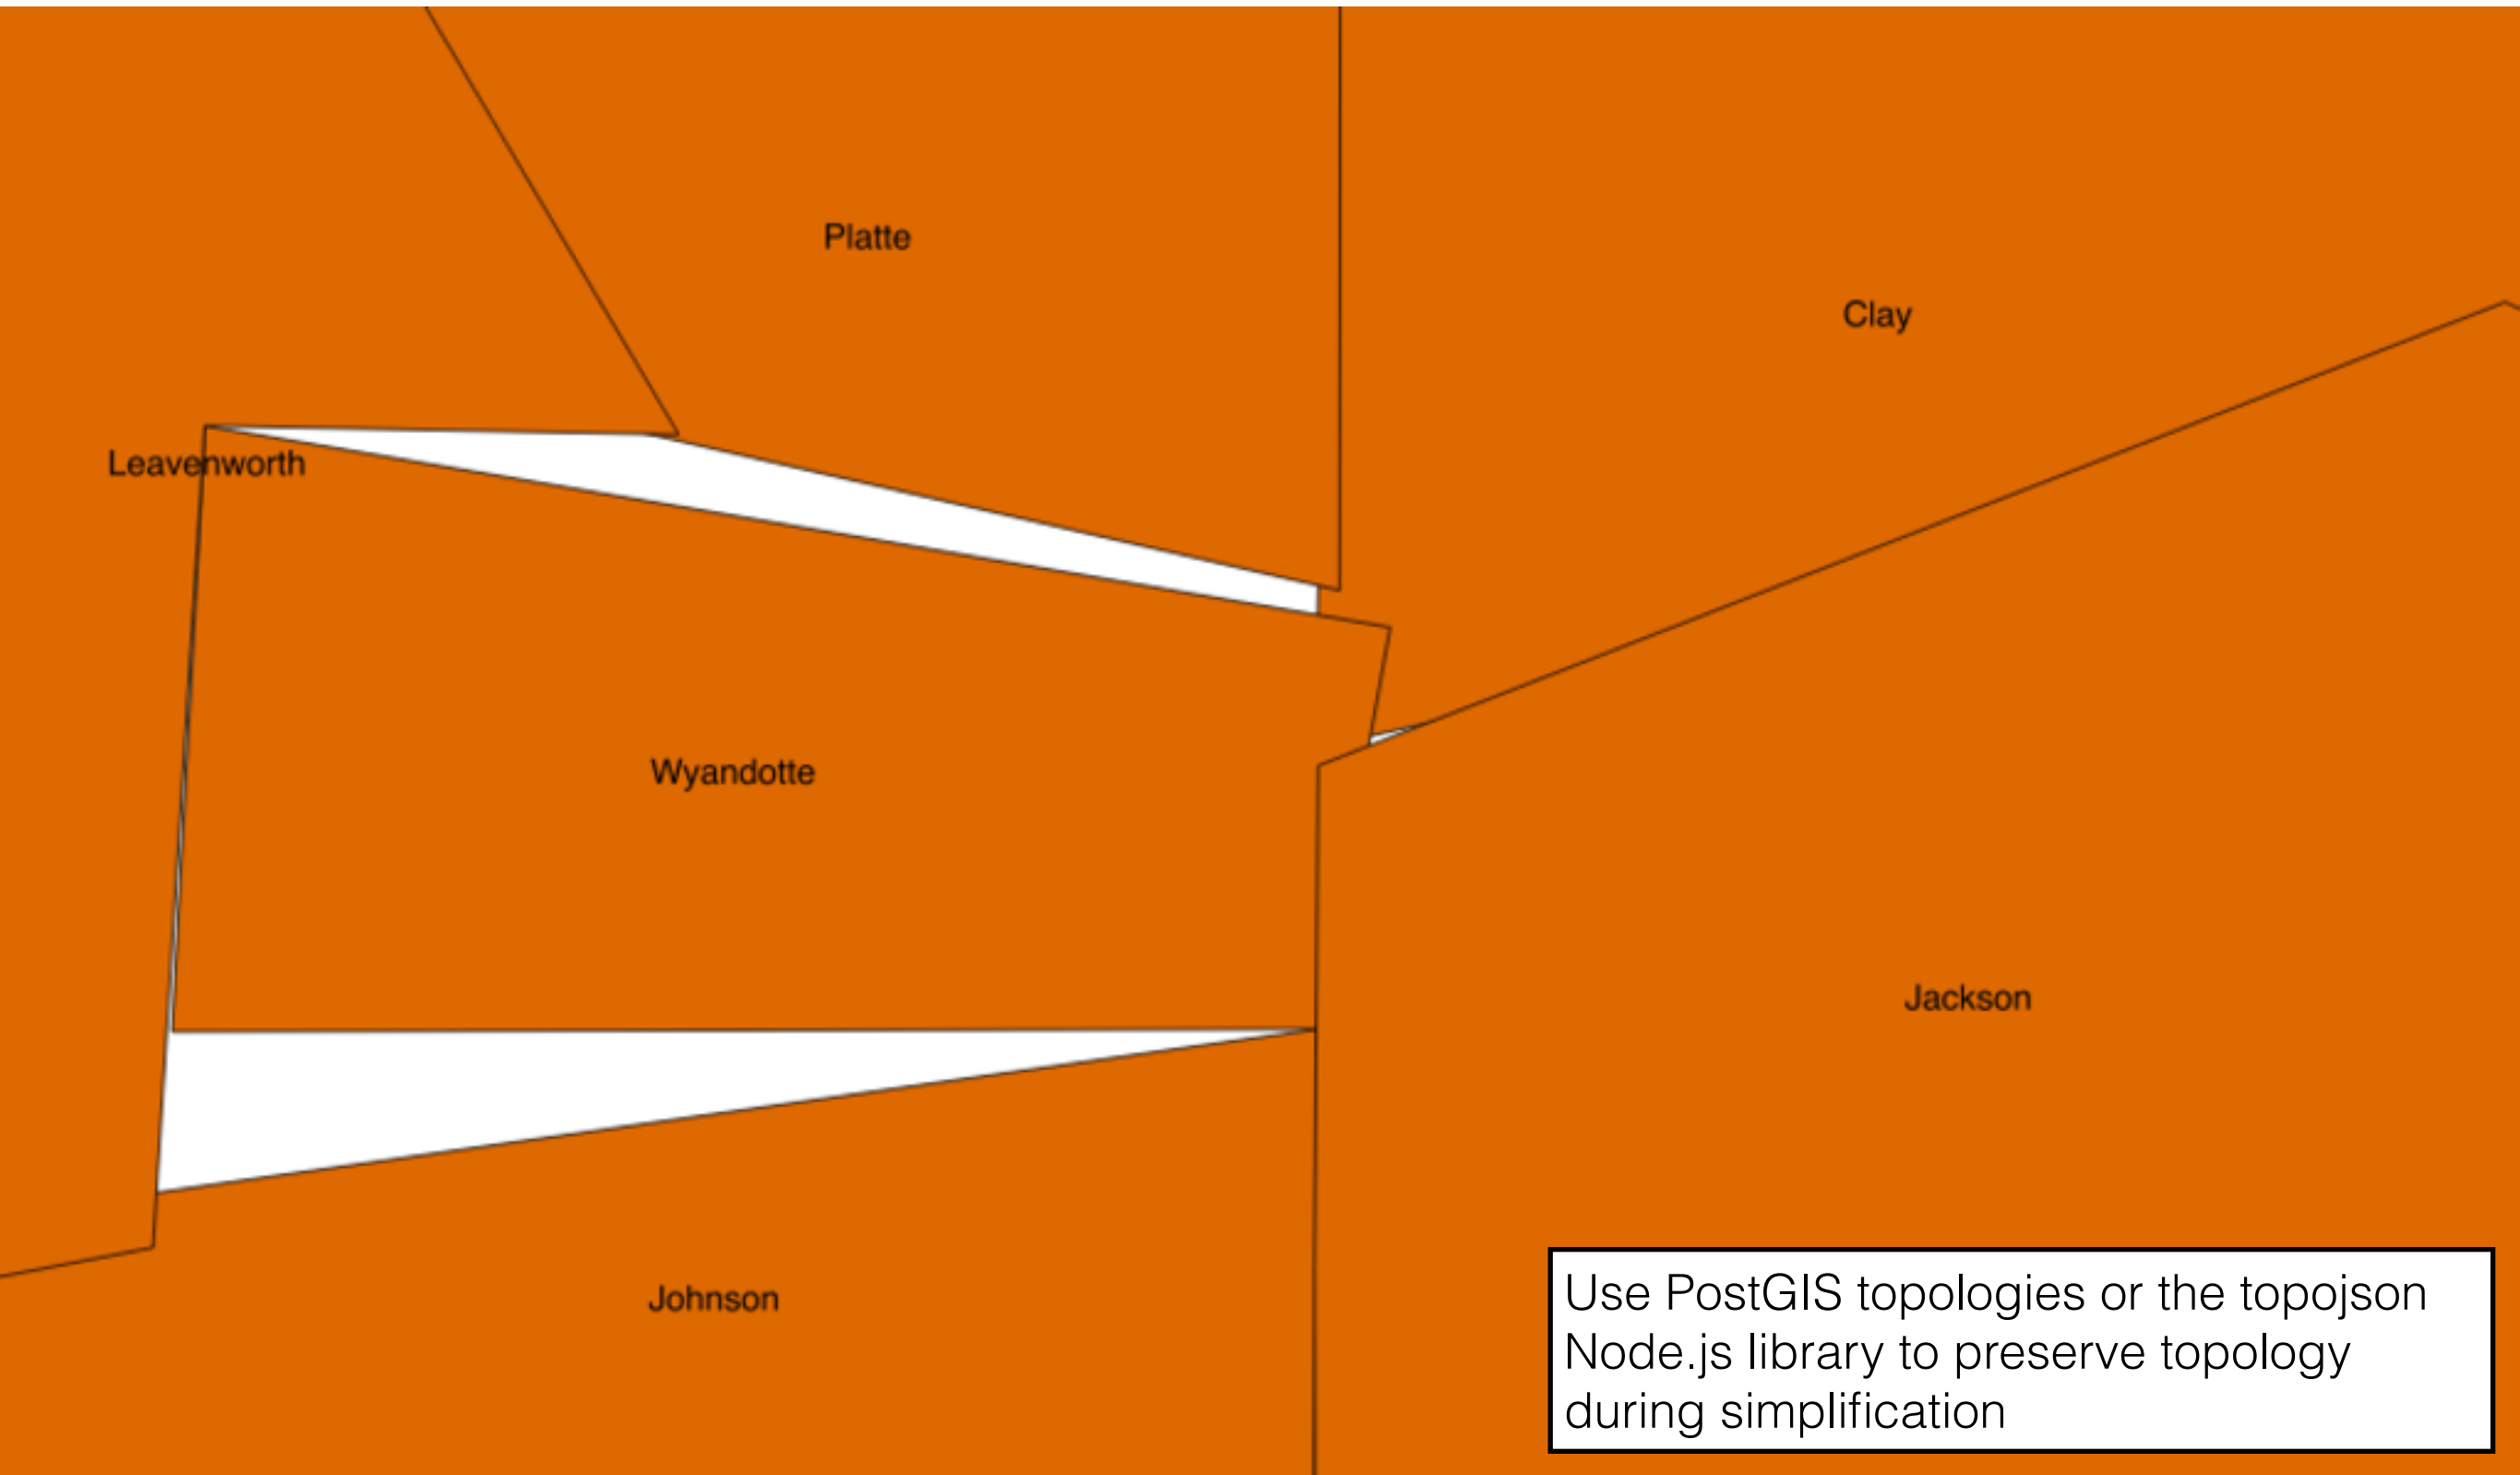 Platte
Clay
Leavenworth
Wyandotte
Jackson
Johnson
Use PostGIS topologies or the topojson
Node.js library to preserve topology
during simplification